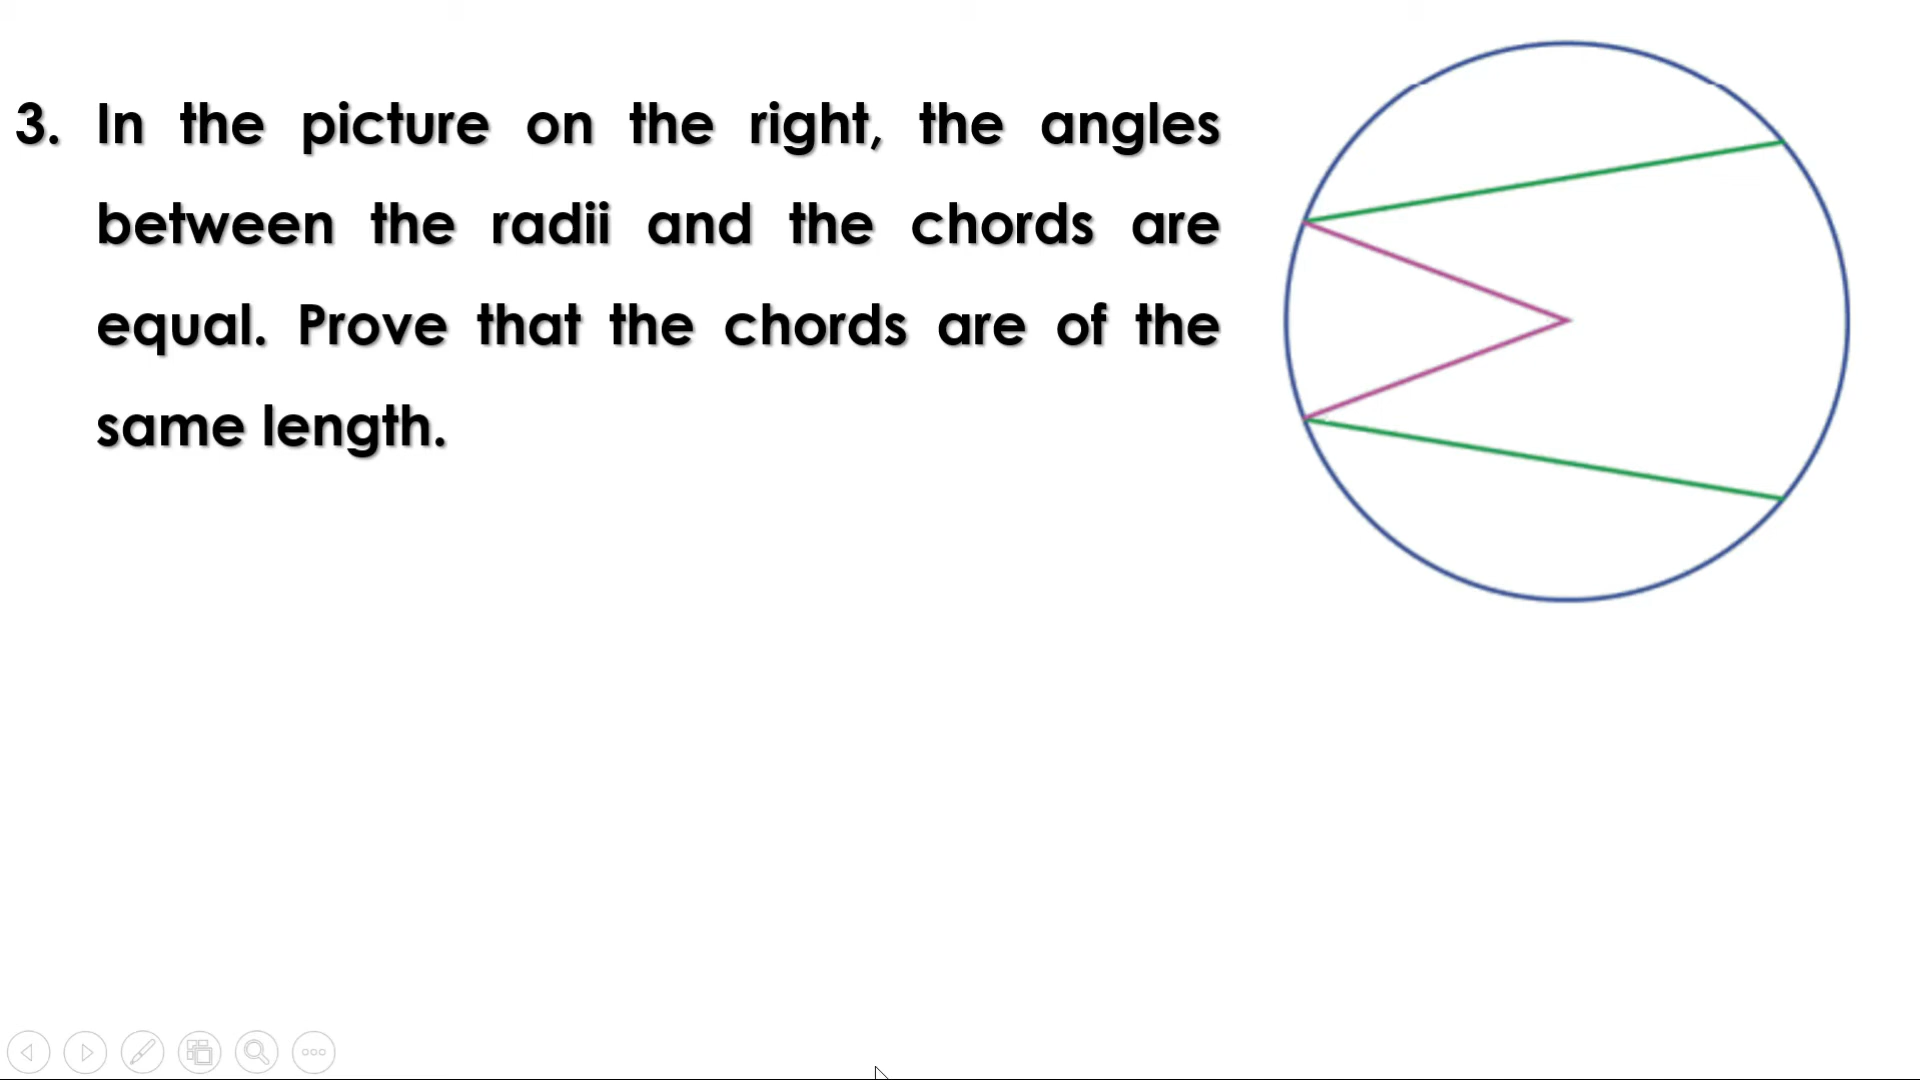 3. In the picture on the right, the angles
between the radii and the chords are
equal. Prove that the chords are of the
same length.